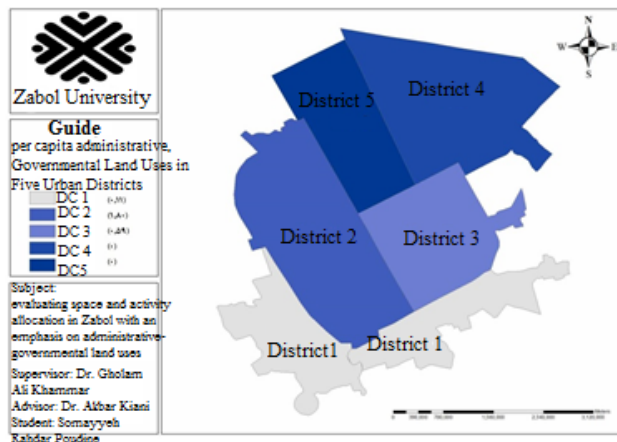 Zabol University
Guide
per capita administrative,
Governmental Land Uses in
Five Urban Districts
DC 1
DC 2
DC 3
DC 4
DC5
Subject:
evaluating space and activity
allocation in Zabol with an
emphasis on administrative-
governmental land uses
Supervisor: Dr. Gholam
Ali Khammar
Advisor: Dr. Akbar Kiani
Student: Somayyeh
Rahdar Poudine
N
W E
S
District 5
District 4
District 2
District 3
District1
District 1